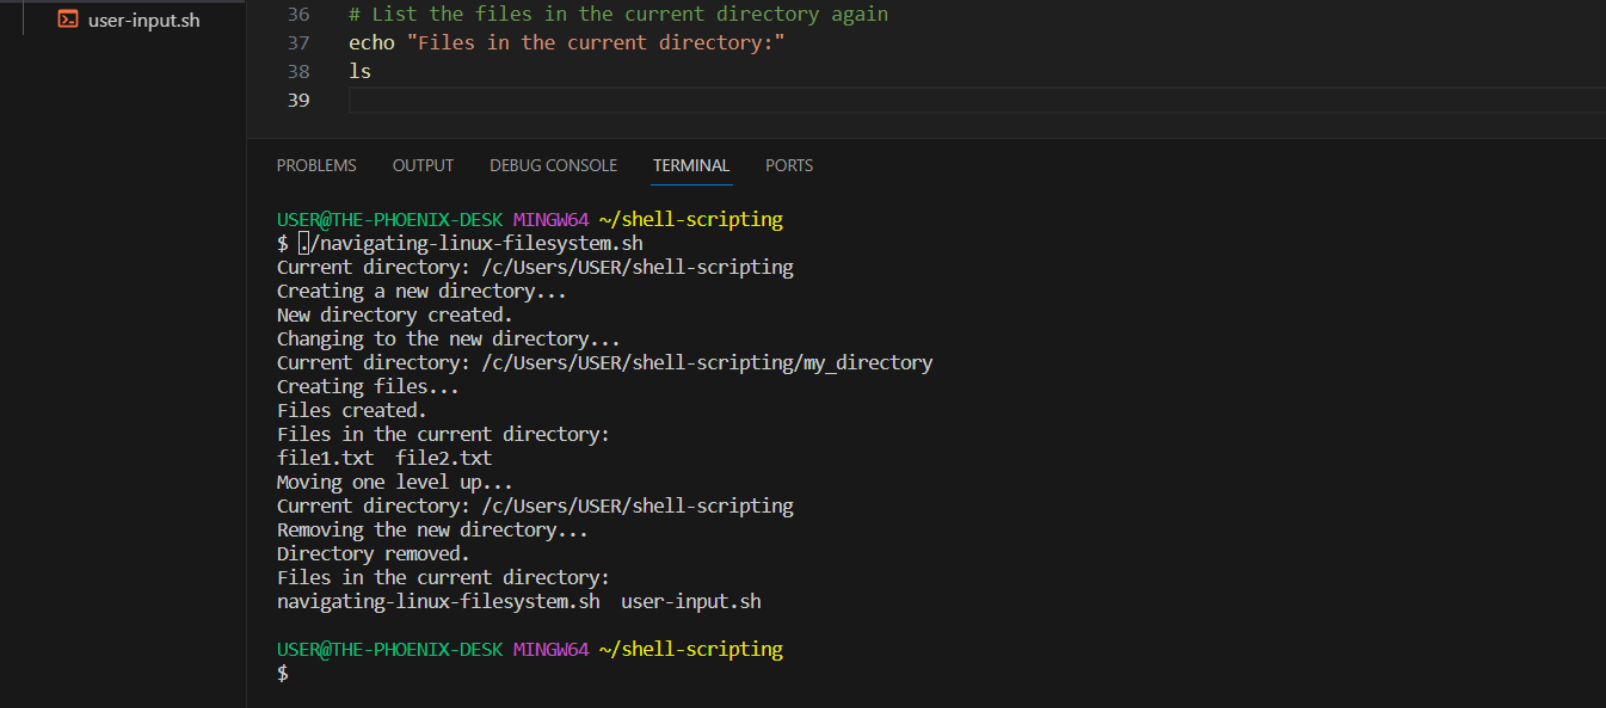 user-input.sh
36 # List the files in the current directory again
37 echo "Files in the current directory:"
38 ls
39
PROBLEMS OUTPUT DEBUG CONSOLE TERMINAL PORTS
USER@THE-PHOENIX-DESK MINGW64 ~/shell-scripting
$ ./navigating-linux-filesystem.sh
Current directory: /c/Users/USER/shell-scripting
Creating a new directory...
New directory created.
Changing to the new directory...
Current directory: /c/Users/USER/shell-scripting/my_directory
Creating files...
Files created.
Files in the current directory:
file1.txt  file2.txt
Moving one level up...
Current directory: /c/Users/USER/shell-scripting
Removing the new directory...
Directory removed.
Files in the current directory:
navigating-linux-filesystem.sh  user-input.sh
USER@THE-PHOENIX-DESK MINGW64 ~/shell-scripting
$